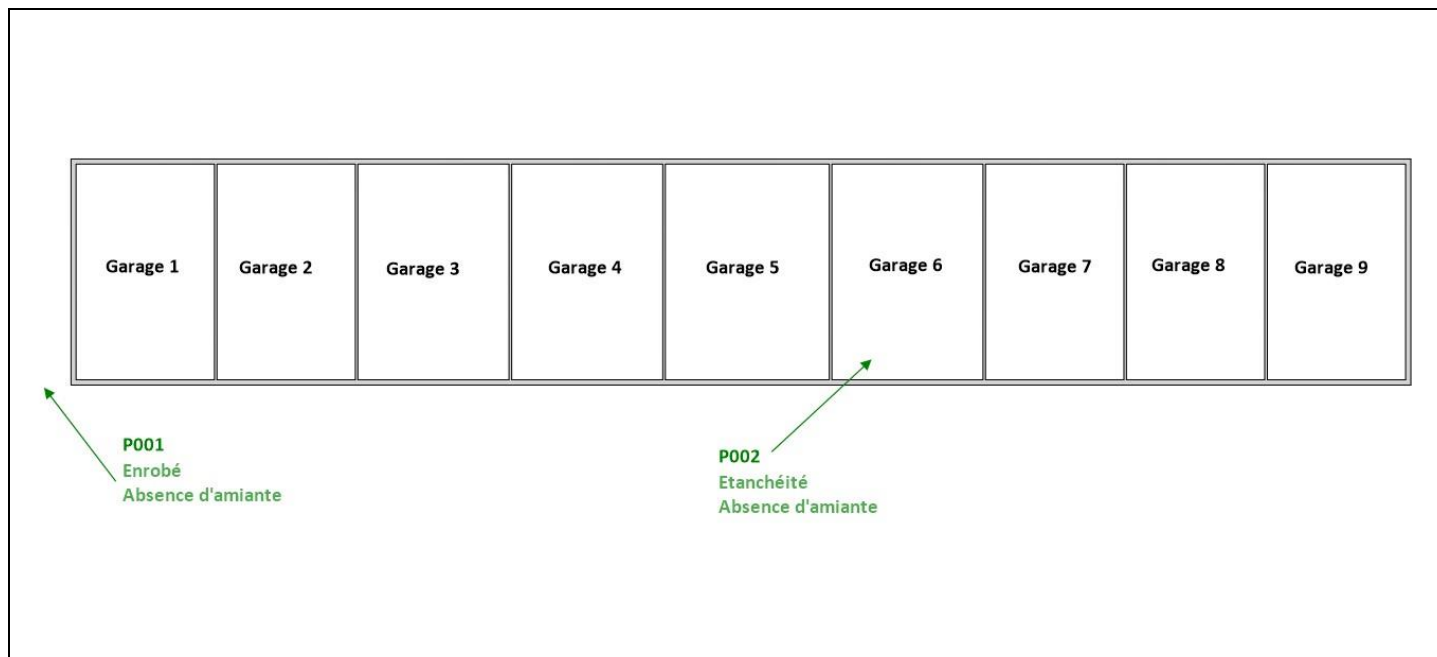 Garage 1
Garage 2
Garage 3
Garage 4
Garage 5
Garage 6
Garage 7
Garage 8
Garage 9
P001
Enrobé
Absence d'amiante
P002
Etanchéité
Absence d'amiante